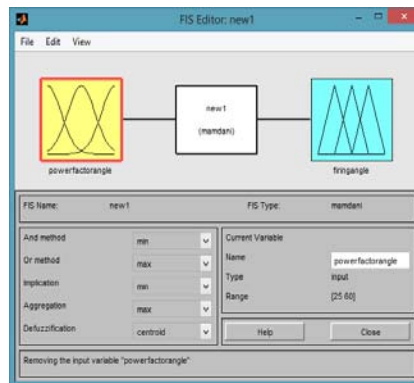 FIS Editor: new1
File Edit View
new1
(mamdani)
powerfactorangle
firingangle
FIS Name: new1 FIS Type: mamdani
And method min
Or method max
Implication min
Aggregation max
Defuzzification centroid
Current Variable
Name powerfactorangle
Type input
Range [25 60]
Help Close
Removing the input variable "powerfactorangle"